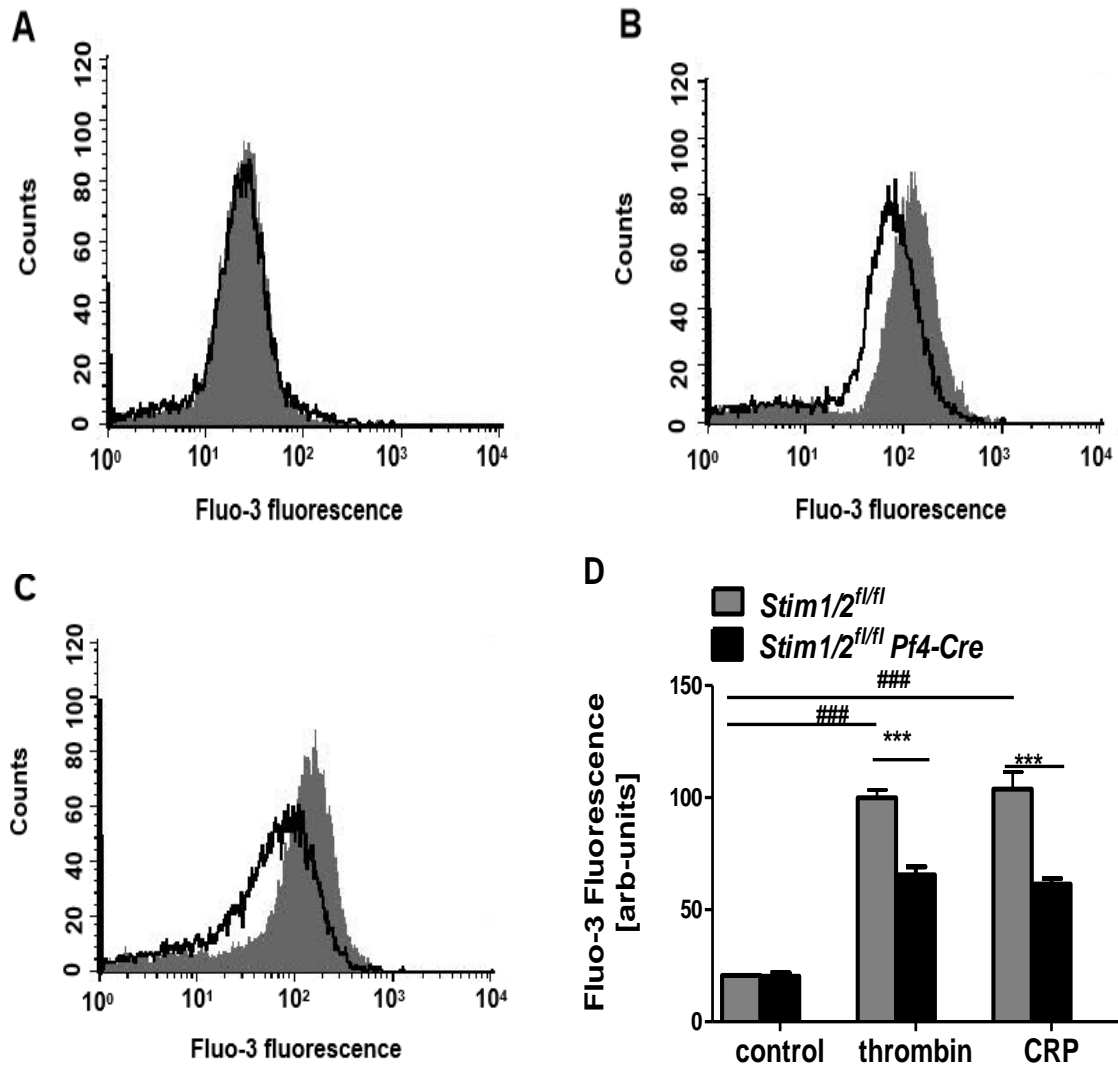 A
120
100
80
60
40
20
0
Counts
10⁰ 10¹ 10² 10³ 10⁴
Fluo-3 fluorescence
B
120
100
80
60
40
20
0
Counts
10⁰ 10¹ 10² 10³ 10⁴
Fluo-3 fluorescence
C
120
100
80
60
40
20
0
Counts
10⁰ 10¹ 10² 10³ 10⁴
Fluo-3 fluorescence
D
Stim1/2fl/fl
Stim1/2fl/fl Pf4-Cre
###
###
***
***
150
100
50
0
Fluo-3 Fluorescence
[arb-units]
control thrombin CRP